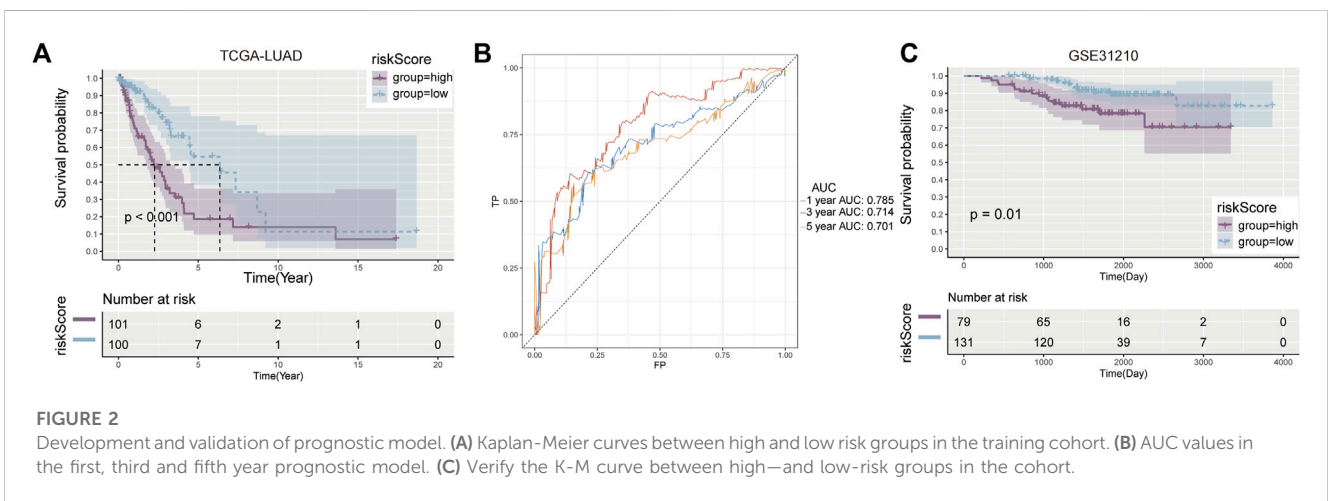 A
TCGA-LUAD
riskScore
group=high
group=low
Survival probability
1.0
0.9
0.8
0.7
0.6
0.5
0.4
0.3
0.2
0.1
0.0
p < 0.001
0 5 10 15 20
Time(Year)
Number at risk
riskScore
101 6 2 1 0
100 7 1 1 0
0 5 10 15 20
Time(Year)
B
TP
1.00
0.75
0.50
0.25
0.00
0.00 0.25 0.50 0.75 1.00
FP
AUC
1 year AUC: 0.785
3 year AUC: 0.714
5 year AUC: 0.701
C
GSE31210
Survival probability
1.0
0.9
0.8
0.7
0.6
0.5
0.4
0.3
0.2
0.1
0.0
p = 0.01
riskScore
group=high
group=low
0 1000 2000 3000 4000
Time(Day)
Number at risk
riskScore
79 65 16 2 0
131 120 39 7 0
0 1000 2000 3000 4000
Time(Day)
FIGURE 2
Development and validation of prognostic model. (A) Kaplan-Meier curves between high and low risk groups in the training cohort. (B) AUC values in
the first, third and fifth year prognostic model. (C) Verify the K-M curve between high—and low-risk groups in the cohort.